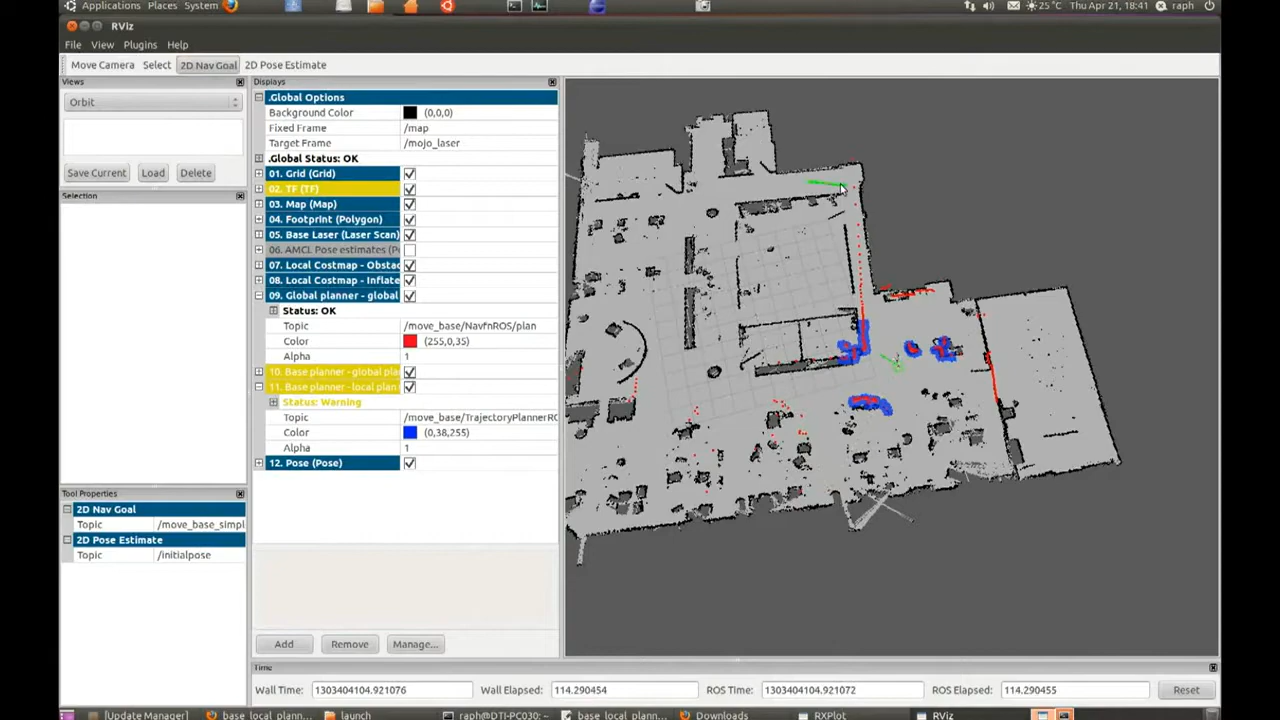 Applications Places System
25°C Thu Apr 21, 18:41 raph
RViz
File View Plugins Help
Move Camera Select 2D Nav Goal 2D Pose Estimate
Views
Orbit
Save Current Load Delete
Selection
Tool Properties
2D Nav Goal
Topic /move_base_simpl
2D Pose Estimate
Topic /initialpose
Displays
.Global Options
Background Color (0,0,0)
Fixed Frame /map
Target Frame /mojo_laser
.Global Status: OK
01. Grid (Grid)
02. TF (TF)
03. Map (Map)
04. Footprint (Polygon)
05. Base Laser (Laser Scan)
06. AMCL Pose estimates (P
07. Local Costmap - Obstac
08. Local Costmap - Inflate
09. Global planner - global
Status: OK
Topic /move_base/NavfnROS/plan
Color (255,0,35)
Alpha 1
10. Base planner - global pla
11. Base planner - local plan
Status: Warning
Topic /move_base/TrajectoryPlannerRO
Color (0,38,255)
Alpha 1
12. Pose (Pose)
Add Remove Manage...
Time
Wall Time: 1303404104.921076 Wall Elapsed: 114.290454 ROS Time: 1303404104.921072 ROS Elapsed: 114.290455 Reset
[Update Manager] base_local_plann... launch raph@DTI-PC030: ~ base_local_plann... Downloads RXPlot RViz